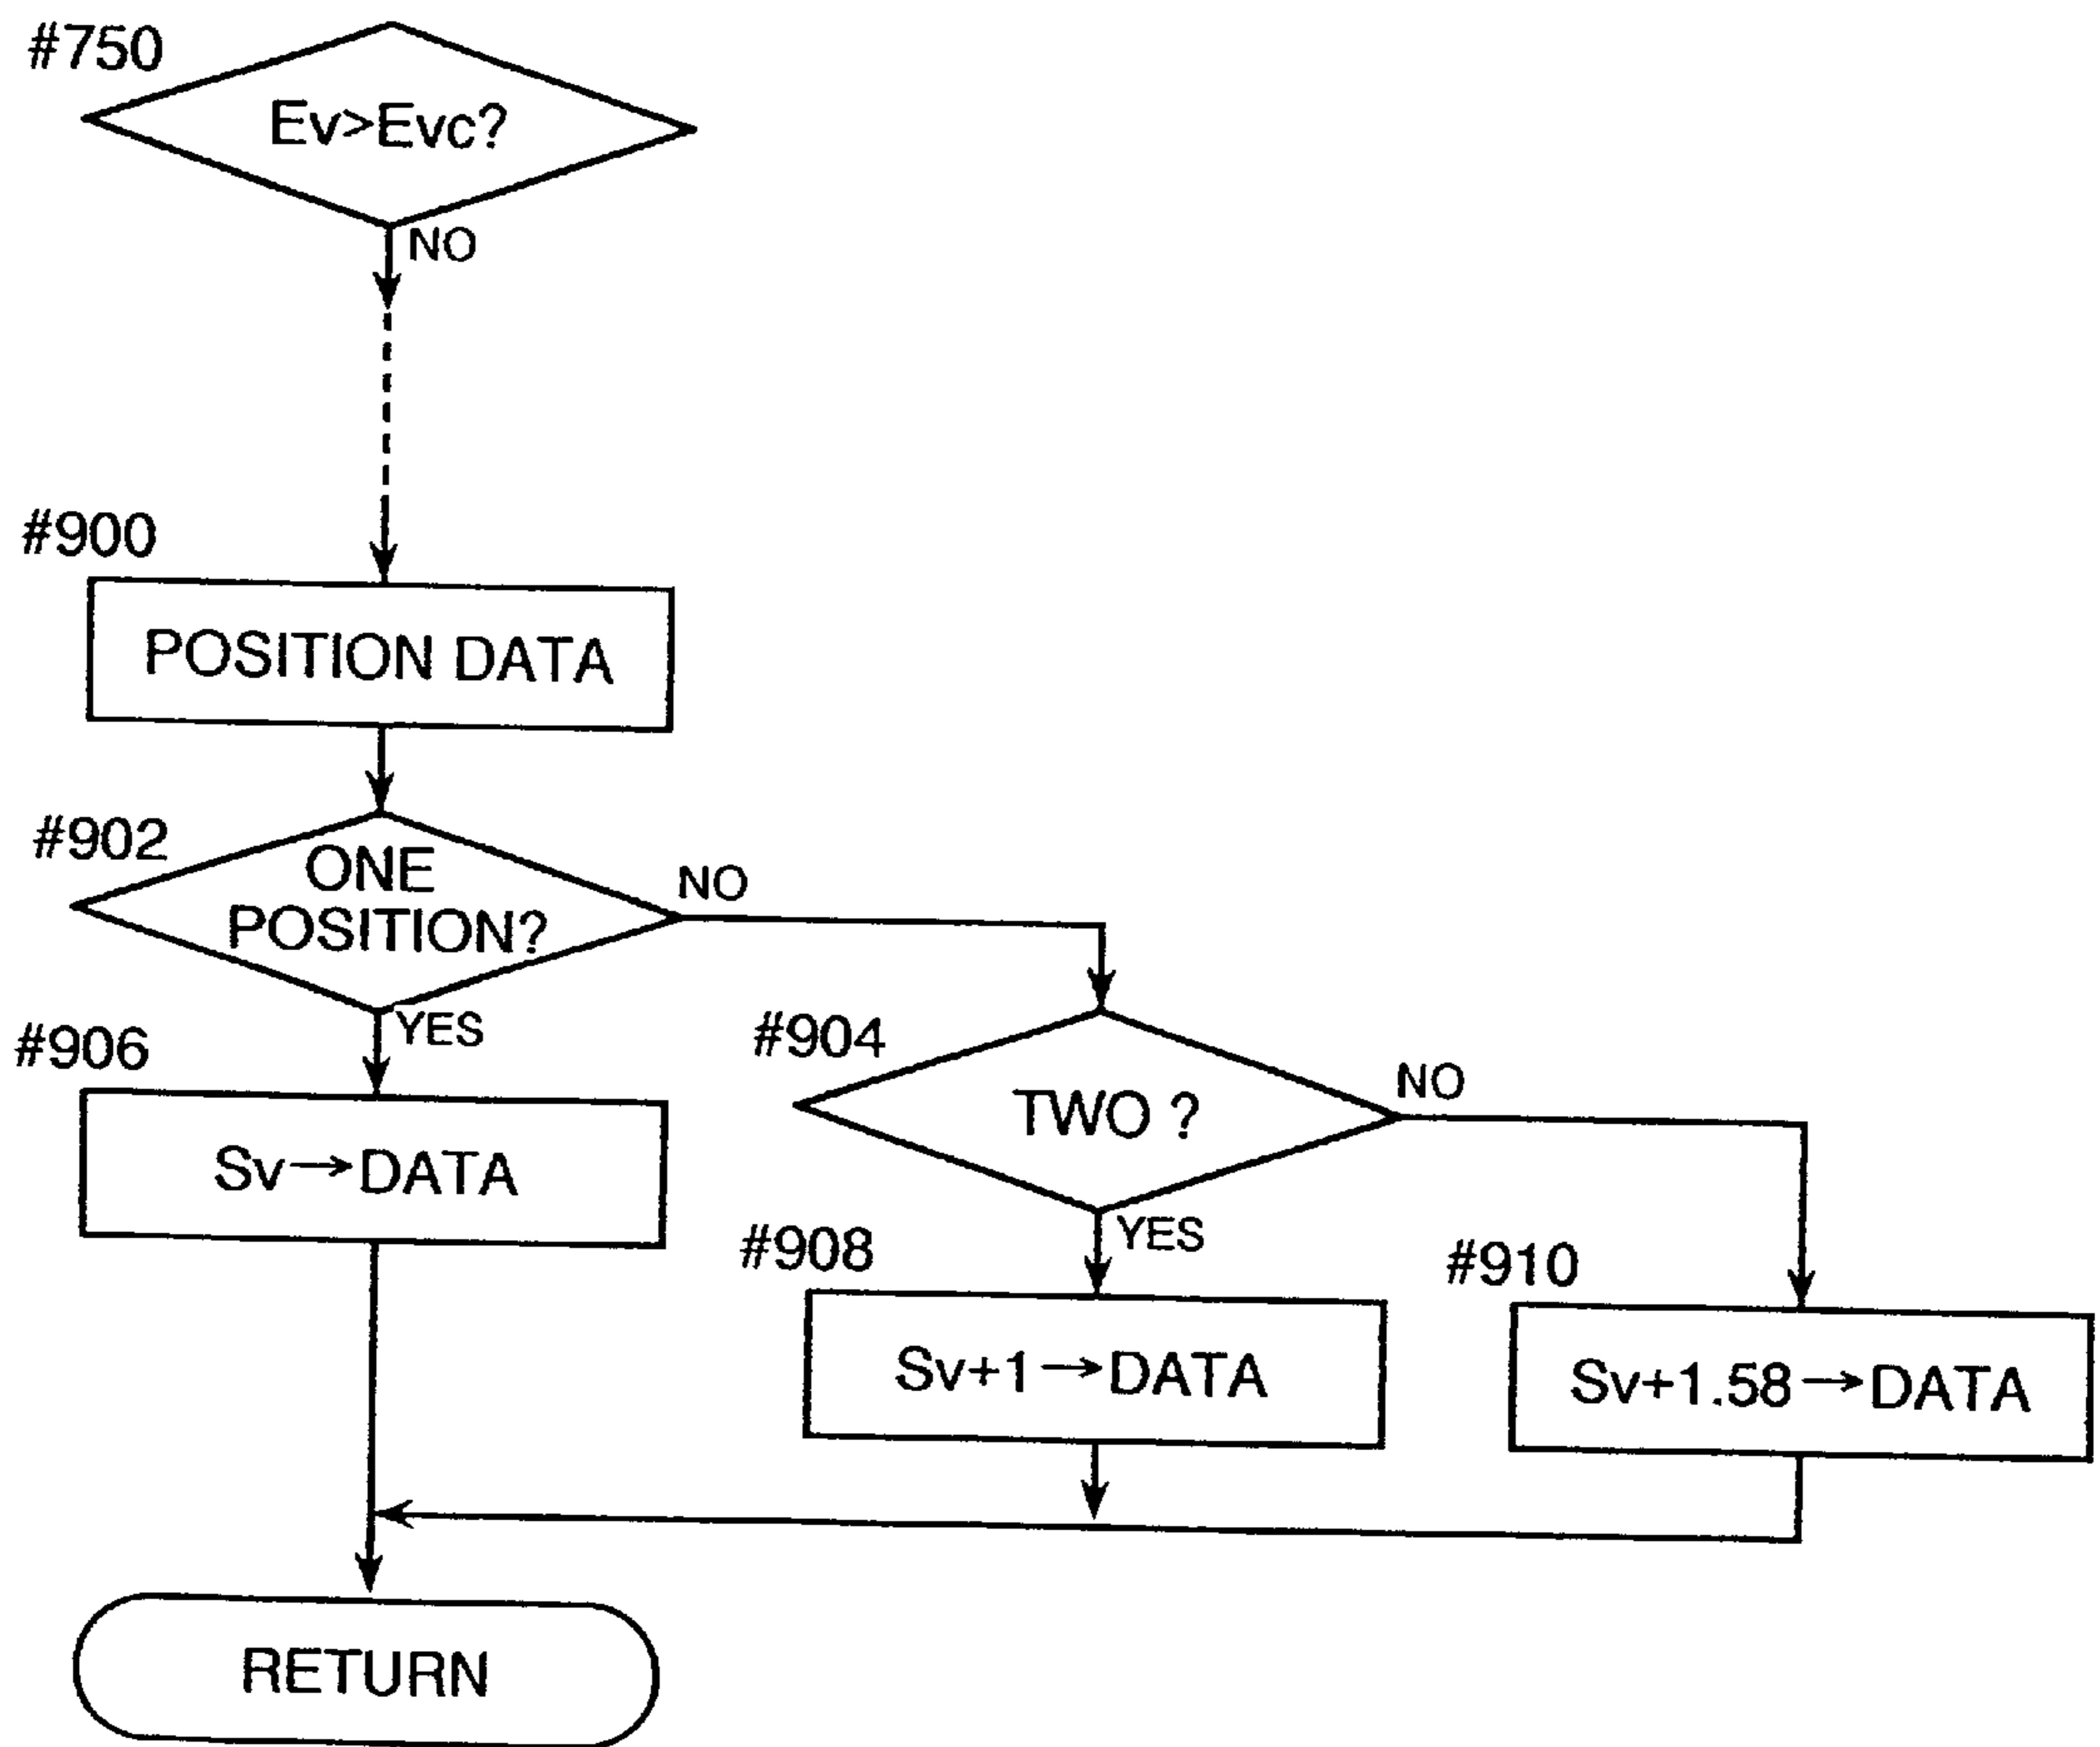 #750
Ev>Evc?
NO
#900
POSITION DATA
#902
ONE
POSITION?
NO
YES
#904
TWO ?
NO
YES
#906
Sv→DATA
#908
Sv+1→DATA
#910
Sv+1.58→DATA
RETURN